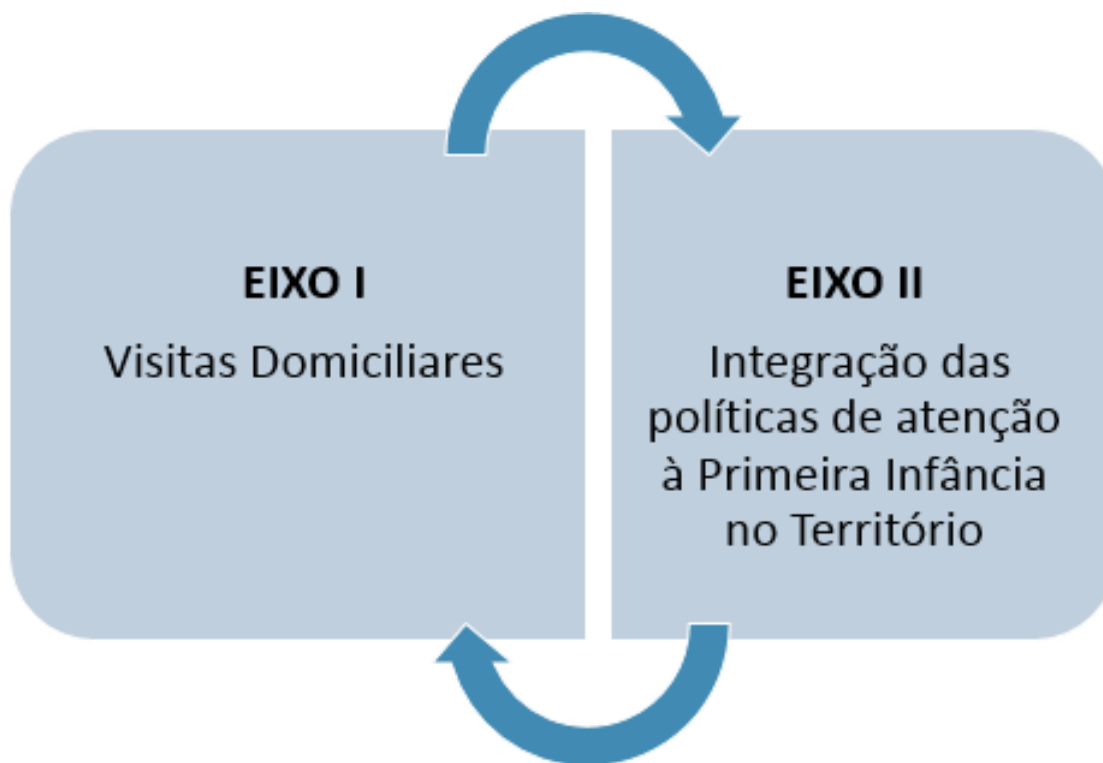 EIXO I
Visitas Domiciliares
EIXO II
Integração das
políticas de atenção
à Primeira Infância
no Território